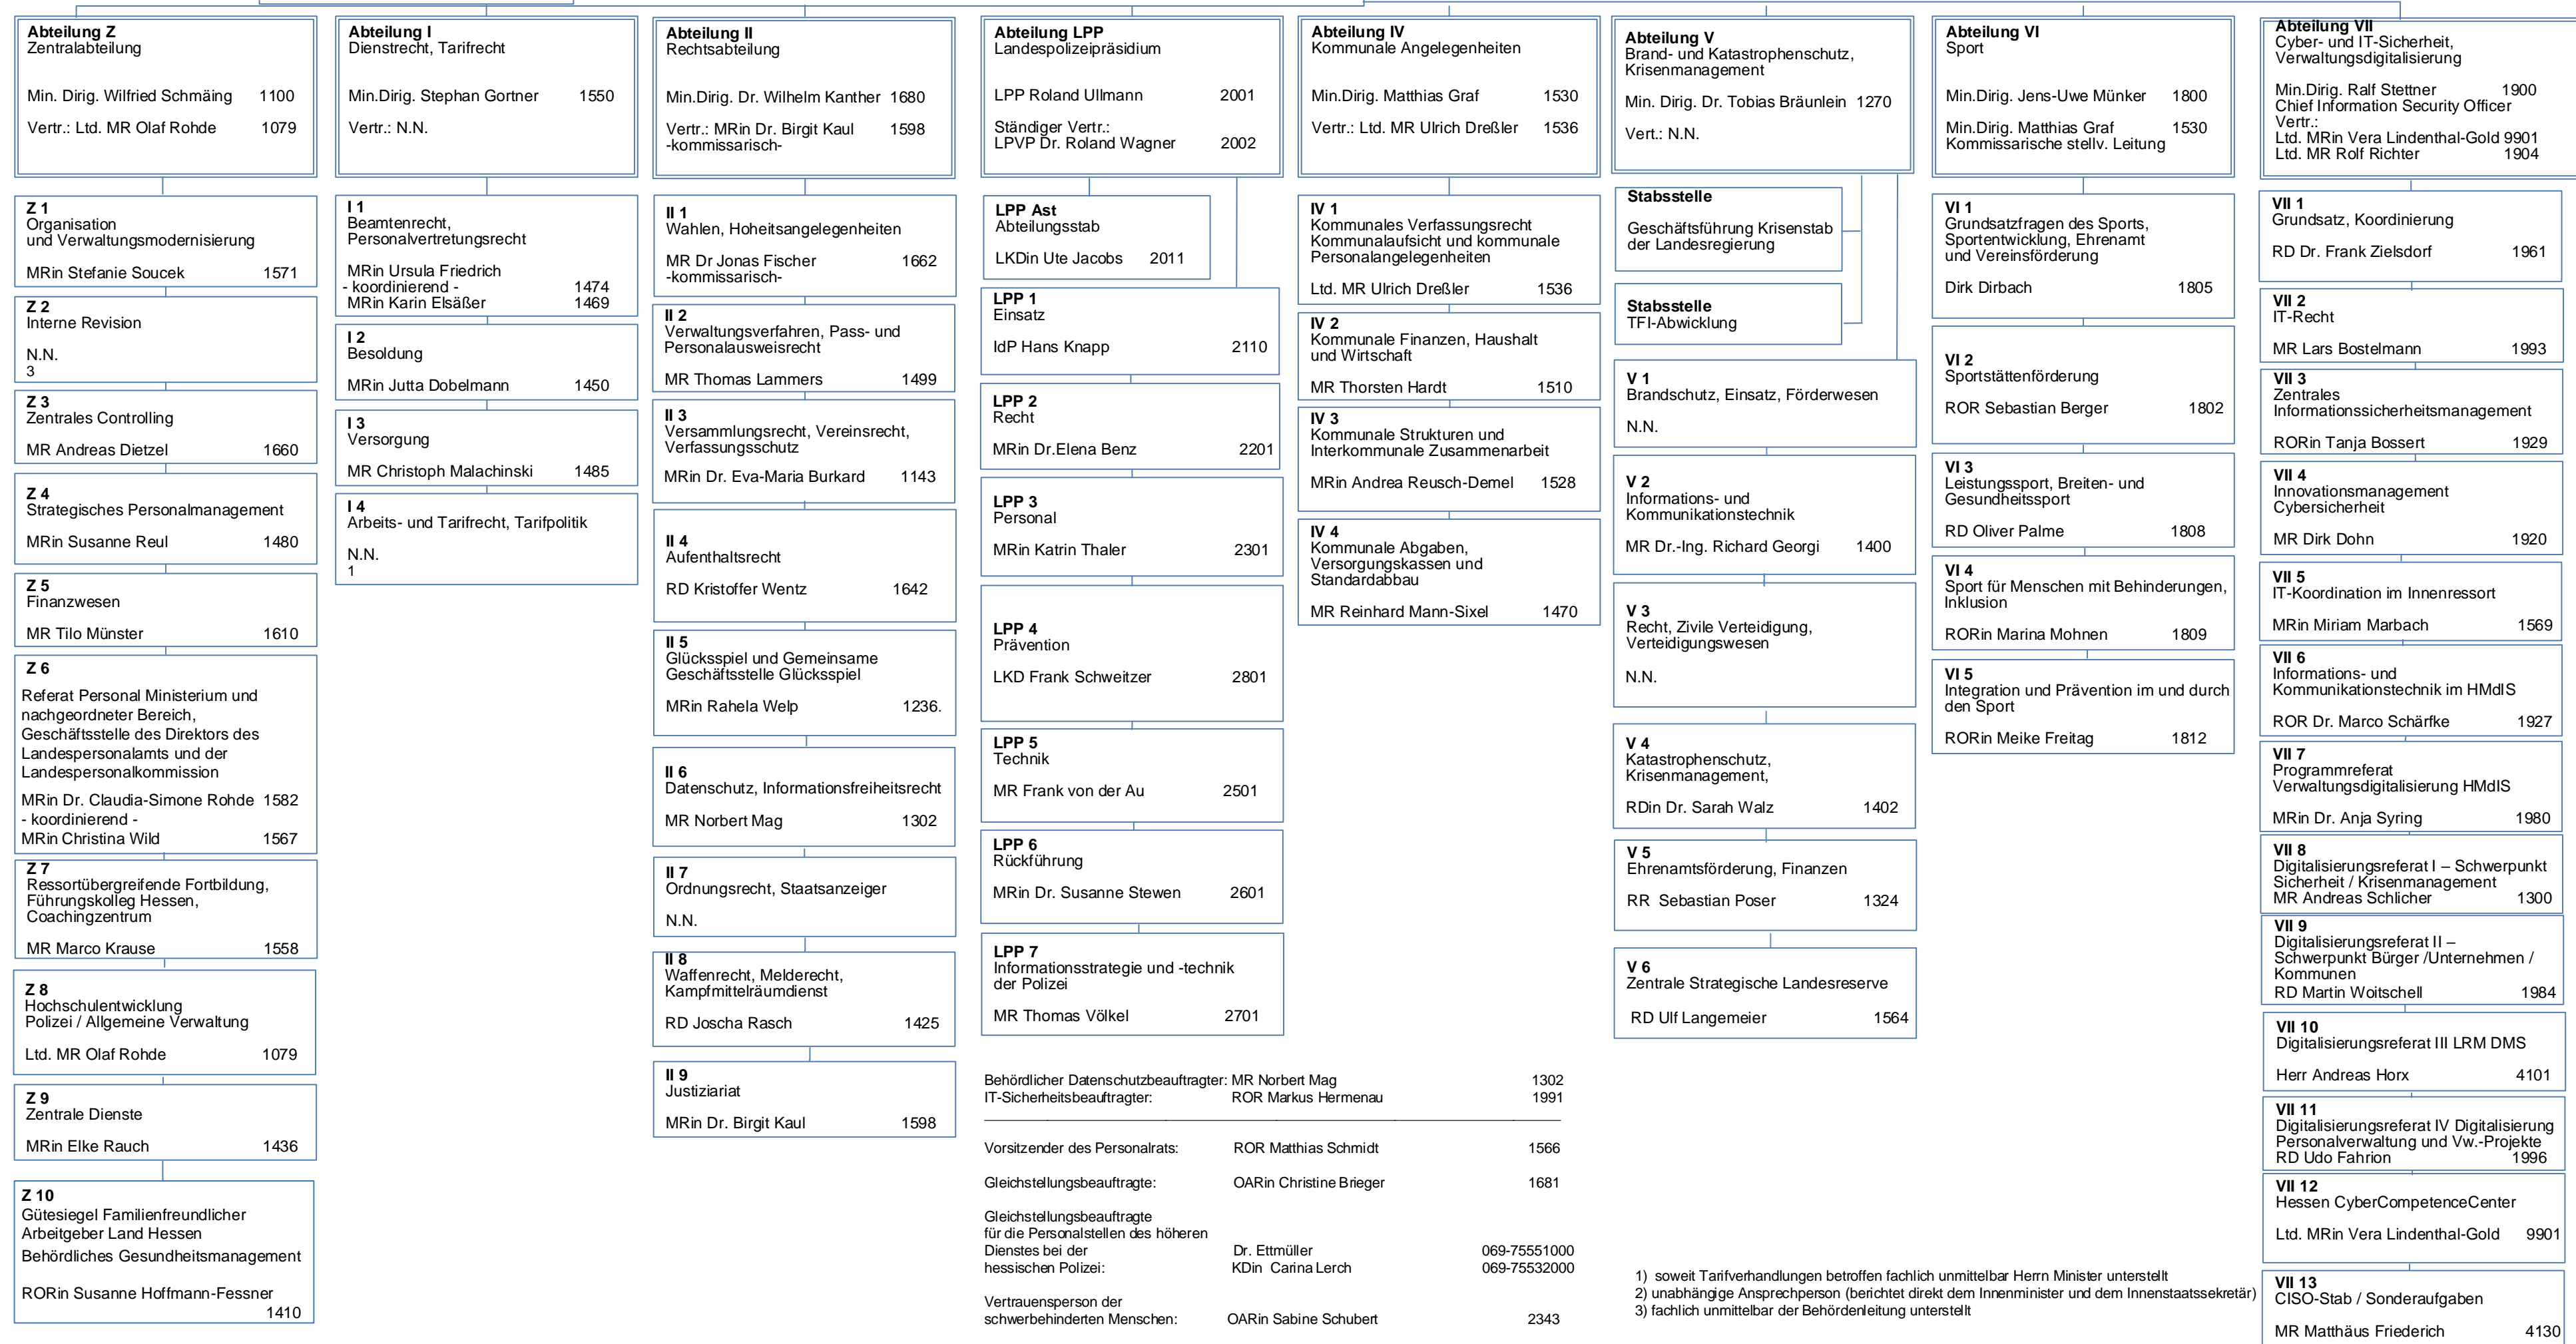 Abteilung Z
Zentralabteilung
Min. Dirig. Wilfried Schmäing 1100
Vertr.: Ltd. MR Olaf Rohde 1079
Z 1
Organisation
und Verwaltungsmodernisierung
MRin Stefanie Soucek 1571
Z 2
Interne Revision
N.N.
3
Z 3
Zentrales Controlling
MR Andreas Dietzel 1660
Z 4
Strategisches Personalmanagement
MRin Susanne Reul 1480
Z 5
Finanzwesen
MR Tilo Münster 1610
Z 6
Referat Personal Ministerium und
nachgeordneter Bereich,
Geschäftsstelle des Direktors des
Landespersonalamts und der
Landespersonalkommission
MRin Dr. Claudia-Simone Rohde 1582
- koordinierend -
MRin Christina Wild 1567
Z 7
Ressortübergreifende Fortbildung,
Führungskolleg Hessen,
Coachingzentrum
MR Marco Krause 1558
Z 8
Hochschulentwicklung
Polizei / Allgemeine Verwaltung
Ltd. MR Olaf Rohde 1079
Z 9
Zentrale Dienste
MRin Elke Rauch 1436
Z 10
Gütesiegel Familienfreundlicher
Arbeitgeber Land Hessen
Behördliches Gesundheitsmanagement
RORin Susanne Hoffmann-Fessner
1410
Abteilung I
Dienstrecht, Tarifrecht
Min.Dirig. Stephan Gortner 1550
Vertr.: N.N.
I 1
Beamtenrecht,
Personalvertretungsrecht
MRin Ursula Friedrich
- koordinierend - 1474
MRin Karin Elsäßer 1469
I 2
Besoldung
MRin Jutta Dobelmann 1450
I 3
Versorgung
MR Christoph Malachinski 1485
I 4
Arbeits- und Tarifrecht, Tarifpolitik
N.N.
1
Abteilung II
Rechtsabteilung
Min.Dirig. Dr. Wilhelm Kanther 1680
Vertr.: MRin Dr. Birgit Kaul 1598
-kommissarisch-
II 1
Wahlen, Hoheitsangelegenheiten
MR Dr Jonas Fischer 1662
-kommissarisch-
II 2
Verwaltungsverfahren, Pass- und
Personalausweisrecht
MR Thomas Lammers 1499
II 3
Versammlungsrecht, Vereinsrecht,
Verfassungsschutz
MRin Dr. Eva-Maria Burkard 1143
II 4
Aufenthaltsrecht
RD Kristoffer Wentz 1642
II 5
Glücksspiel und Gemeinsame
Geschäftsstelle Glücksspiel
MRin Rahela Welp 1236.
II 6
Datenschutz, Informationsfreiheitsrecht
MR Norbert Mag 1302
II 7
Ordnungsrecht, Staatsanzeiger
N.N.
II 8
Waffenrecht, Melderecht,
Kampfmittelräumdienst
RD Joscha Rasch 1425
II 9
Justiziariat
MRin Dr. Birgit Kaul 1598
Abteilung LPP
Landespolizeipräsidium
LPP Roland Ullmann 2001
Ständiger Vertr.:
LPVP Dr. Roland Wagner 2002
LPP Ast
Abteilungsstab
LKDin Ute Jacobs 2011
LPP 1
Einsatz
IdP Hans Knapp 2110
LPP 2
Recht
MRin Dr.Elena Benz 2201
LPP 3
Personal
MRin Katrin Thaler 2301
LPP 4
Prävention
LKD Frank Schweitzer 2801
LPP 5
Technik
MR Frank von der Au 2501
LPP 6
Rückführung
MRin Dr. Susanne Stewen 2601
LPP 7
Informationsstrategie und -technik
der Polizei
MR Thomas Völkel 2701
Behördlicher Datenschutzbeauftragter: MR Norbert Mag 1302
IT-Sicherheitsbeauftragter: ROR Markus Hermenau 1991
Vorsitzender des Personalrats: ROR Matthias Schmidt 1566
Gleichstellungsbeauftragte: OARin Christine Brieger 1681
Gleichstellungsbeauftragte
für die Personalstellen des höheren
Dienstes bei der Dr. Ettmüller 069-75551000
hessischen Polizei: KDin Carina Lerch 069-75532000
Vertrauensperson der
schwerbehinderten Menschen: OARin Sabine Schubert 2343
Abteilung IV
Kommunale Angelegenheiten
Min.Dirig. Matthias Graf 1530
Vertr.: Ltd. MR Ulrich Dreßler 1536
IV 1
Kommunales Verfassungsrecht
Kommunalaufsicht und kommunale
Personalangelegenheiten
Ltd. MR Ulrich Dreßler 1536
IV 2
Kommunale Finanzen, Haushalt
und Wirtschaft
MR Thorsten Hardt 1510
IV 3
Kommunale Strukturen und
Interkommunale Zusammenarbeit
MRin Andrea Reusch-Demel 1528
IV 4
Kommunale Abgaben,
Versorgungskassen und
Standardabbau
MR Reinhard Mann-Sixel 1470
Abteilung V
Brand- und Katastrophenschutz,
Krisenmanagement
Min. Dirig. Dr. Tobias Bräunlein 1270
Vert.: N.N.
Stabsstelle
Geschäftsführung Krisenstab
der Landesregierung
Stabsstelle
TFI-Abwicklung
V 1
Brandschutz, Einsatz, Förderwesen
N.N.
V 2
Informations- und
Kommunikationstechnik
MR Dr.-Ing. Richard Georgi 1400
V 3
Recht, Zivile Verteidigung,
Verteidigungswesen
N.N.
V 4
Katastrophenschutz,
Krisenmanagement,
RDin Dr. Sarah Walz 1402
V 5
Ehrenamtsförderung, Finanzen
RR Sebastian Poser 1324
V 6
Zentrale Strategische Landesreserve
RD Ulf Langemeier 1564
1) soweit Tarifverhandlungen betroffen fachlich unmittelbar Herrn Minister unterstellt
2) unabhängige Ansprechperson (berichtet direkt dem Innenminister und dem Innenstaatssekretär)
3) fachlich unmittelbar der Behördenleitung unterstellt
Abteilung VI
Sport
Min.Dirig. Jens-Uwe Münker 1800
Min.Dirig. Matthias Graf 1530
Kommissarische stellv. Leitung
VI 1
Grundsatzfragen des Sports,
Sportentwicklung, Ehrenamt
und Vereinsförderung
Dirk Dirbach 1805
VI 2
Sportstättenförderung
ROR Sebastian Berger 1802
VI 3
Leistungssport, Breiten- und
Gesundheitssport
RD Oliver Palme 1808
VI 4
Sport für Menschen mit Behinderungen,
Inklusion
RORin Marina Mohnen 1809
VI 5
Integration und Prävention im und durch
den Sport
RORin Meike Freitag 1812
Abteilung VII
Cyber- und IT-Sicherheit,
Verwaltungsdigitalisierung
Min.Dirig. Ralf Stettner 1900
Chief Information Security Officer
Vertr.:
Ltd. MRin Vera Lindenthal-Gold 9901
Ltd. MR Rolf Richter 1904
VII 1
Grundsatz, Koordinierung
RD Dr. Frank Zielsdorf 1961
VII 2
IT-Recht
MR Lars Bostelmann 1993
VII 3
Zentrales
Informationssicherheitsmanagement
RORin Tanja Bossert 1929
VII 4
Innovationsmanagement
Cybersicherheit
MR Dirk Dohn 1920
VII 5
IT-Koordination im Innenressort
MRin Miriam Marbach 1569
VII 6
Informations- und
Kommunikationstechnik im HMdIS
ROR Dr. Marco Schärfke 1927
VII 7
Programmreferat
Verwaltungsdigitalisierung HMdIS
MRin Dr. Anja Syring 1980
VII 8
Digitalisierungsreferat I – Schwerpunkt
Sicherheit / Krisenmanagement
MR Andreas Schlicher 1300
VII 9
Digitalisierungsreferat II –
Schwerpunkt Bürger /Unternehmen /
Kommunen
RD Martin Woitschell 1984
VII 10
Digitalisierungsreferat III LRM DMS
Herr Andreas Horx 4101
VII 11
Digitalisierungsreferat IV Digitalisierung
Personalverwaltung und Vw.-Projekte
RD Udo Fahrion 1996
VII 12
Hessen CyberCompetenceCenter
Ltd. MRin Vera Lindenthal-Gold 9901
VII 13
CISO-Stab / Sonderaufgaben
MR Matthäus Friederich 4130